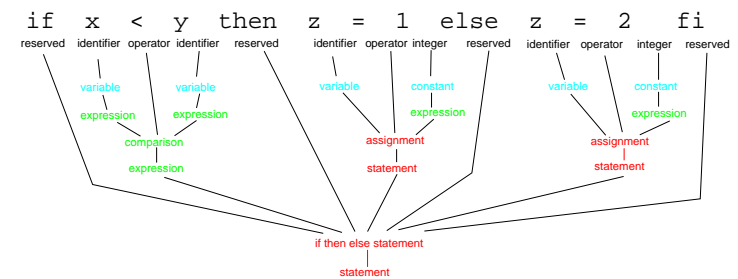 if x < y then z = 1 else z = 2 fi
reserved identifier operator identifier reserved identifier operator integer reserved identifier operator integer reserved
variable variable variable constant variable constant
expression expression expression expression
comparison assignment assignment
expression statement statement
if then else statement
statement